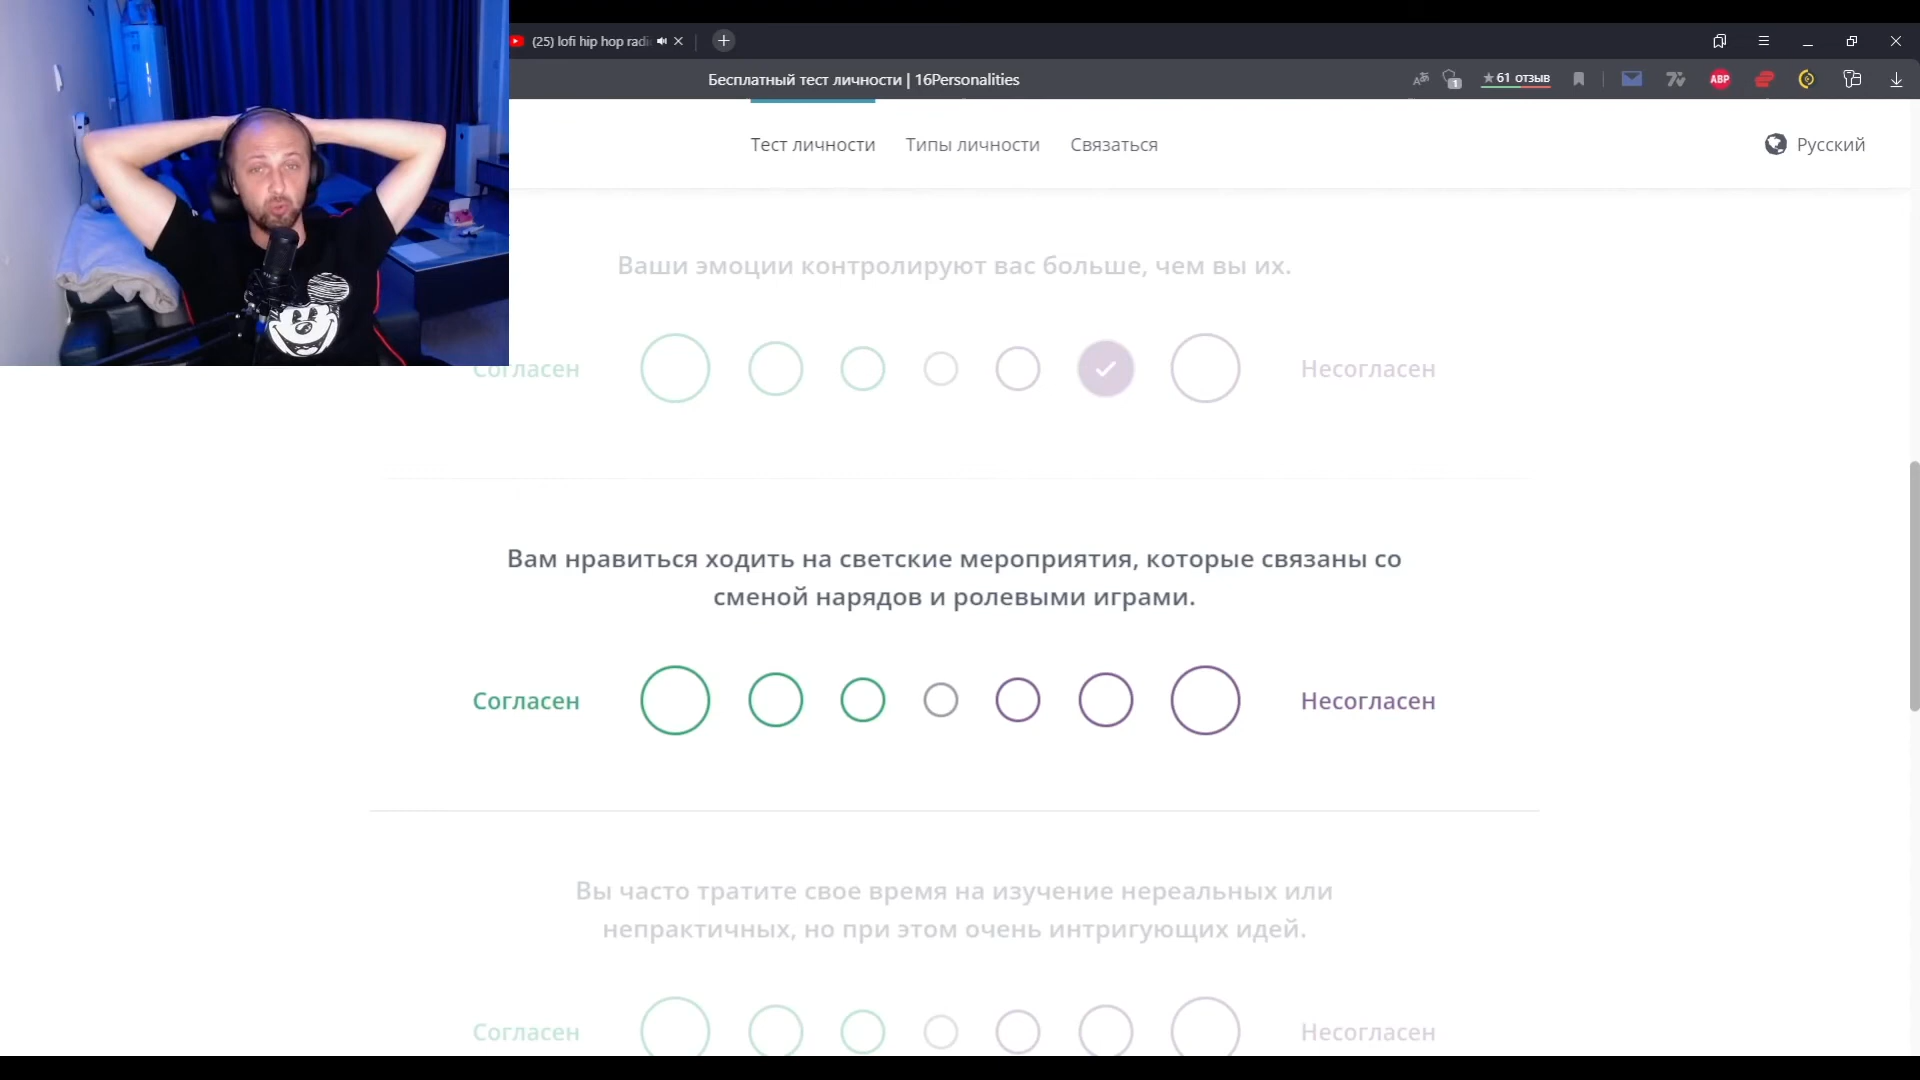 (25) lofi hip hop radi
Бесплатный тест личности | 16Personalities
★61 отзыв
1
ABP
Тест личности
Типы личности
Связаться
Русский
Ваши эмоции контролируют вас больше, чем вы их.
Согласен
Несогласен
Вам нравиться ходить на светские мероприятия, которые связаны со
сменой нарядов и ролевыми играми.
Согласен
Несогласен
Вы часто тратите свое время на изучение нереальных или
непрактичных, но при этом очень интригующих идей.
Согласен
Несогласен